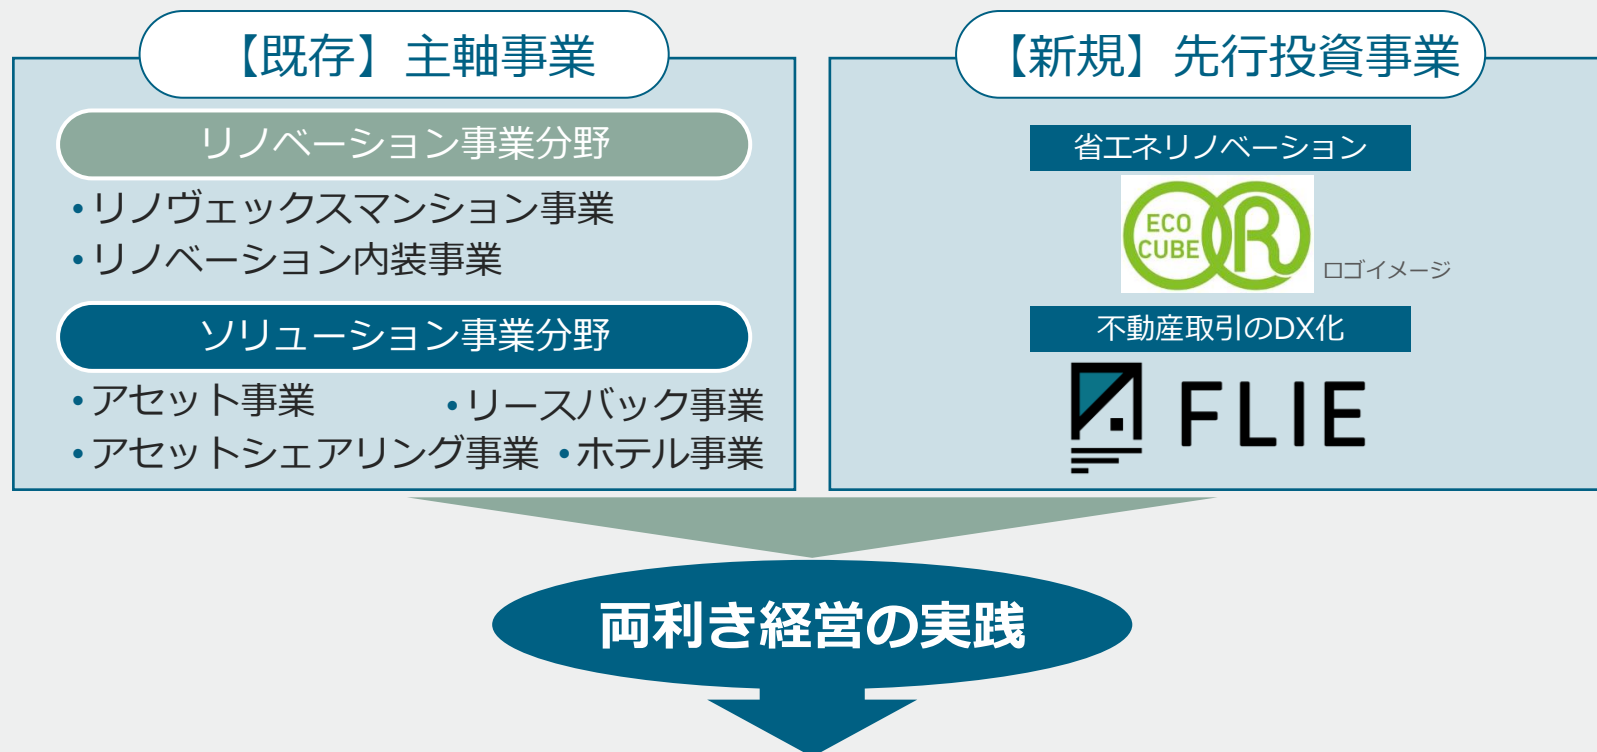 【既存】主軸事業
リノベーション事業分野
•リノヴェックスマンション事業
•リノベーション内装事業
ソリューション事業分野
•アセット事業 •リースバック事業
•アセットシェアリング事業 •ホテル事業
【新規】先行投資事業
省エネリノベーション
ECO
CUBE R
ロゴイメージ
不動産取引のDX化
FLIE
両利き経営の実践